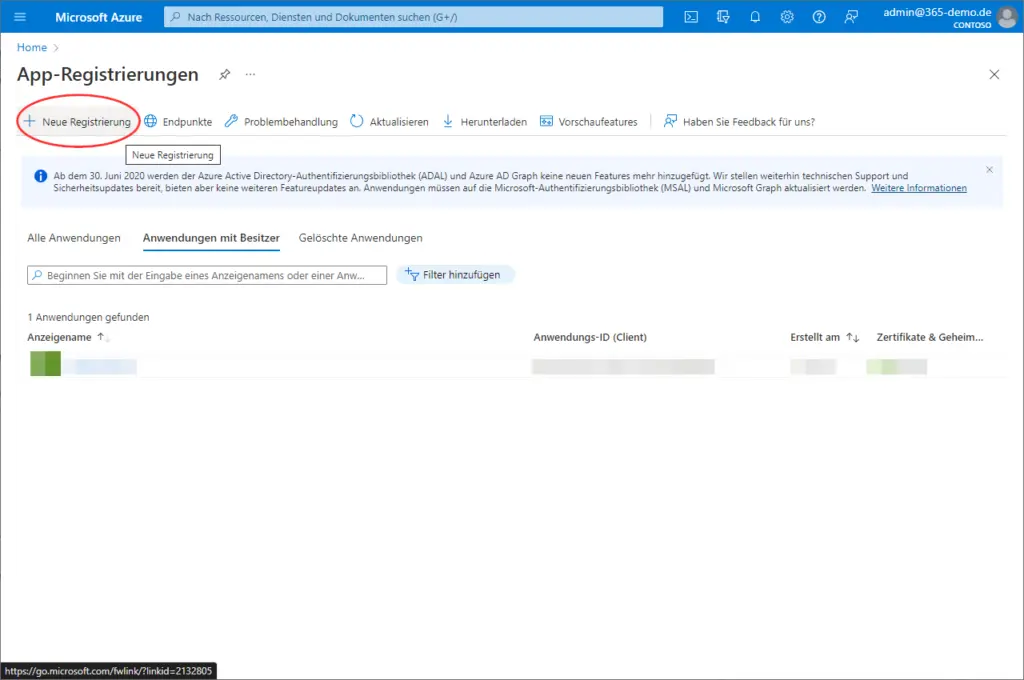 Microsoft Azure
Nach Ressourcen, Diensten und Dokumenten suchen (G+/)
admin@365-demo.de
CONTOSO
Home
App-Registrierungen
Neue Registrierung
Endpunkte
Problembehandlung
Aktualisieren
Herunterladen
Vorschaufeatures
Haben Sie Feedback für uns?
Neue Registrierung
Ab dem 30. Juni 2020 werden der Azure Active Directory-Authentifizierungsbibliothek (ADAL) und Azure AD Graph keine neuen Features mehr hinzugefügt. Wir stellen weiterhin technischen Support und
Sicherheitsupdates bereit, bieten aber keine weiteren Featureupdates an. Anwendungen müssen auf die Microsoft-Authentifizierungsbibliothek (MSAL) und Microsoft Graph aktualisiert werden. Weitere Informationen
Alle Anwendungen
Anwendungen mit Besitzer
Gelöschte Anwendungen
Beginnen Sie mit der Eingabe eines Anzeigenamens oder einer Anw...
Filter hinzufügen
1 Anwendungen gefunden
Anzeigename
Anwendungs-ID (Client)
Erstellt am
Zertifikate & Geheim...
https://go.microsoft.com/fwlink/?linkid=2132805